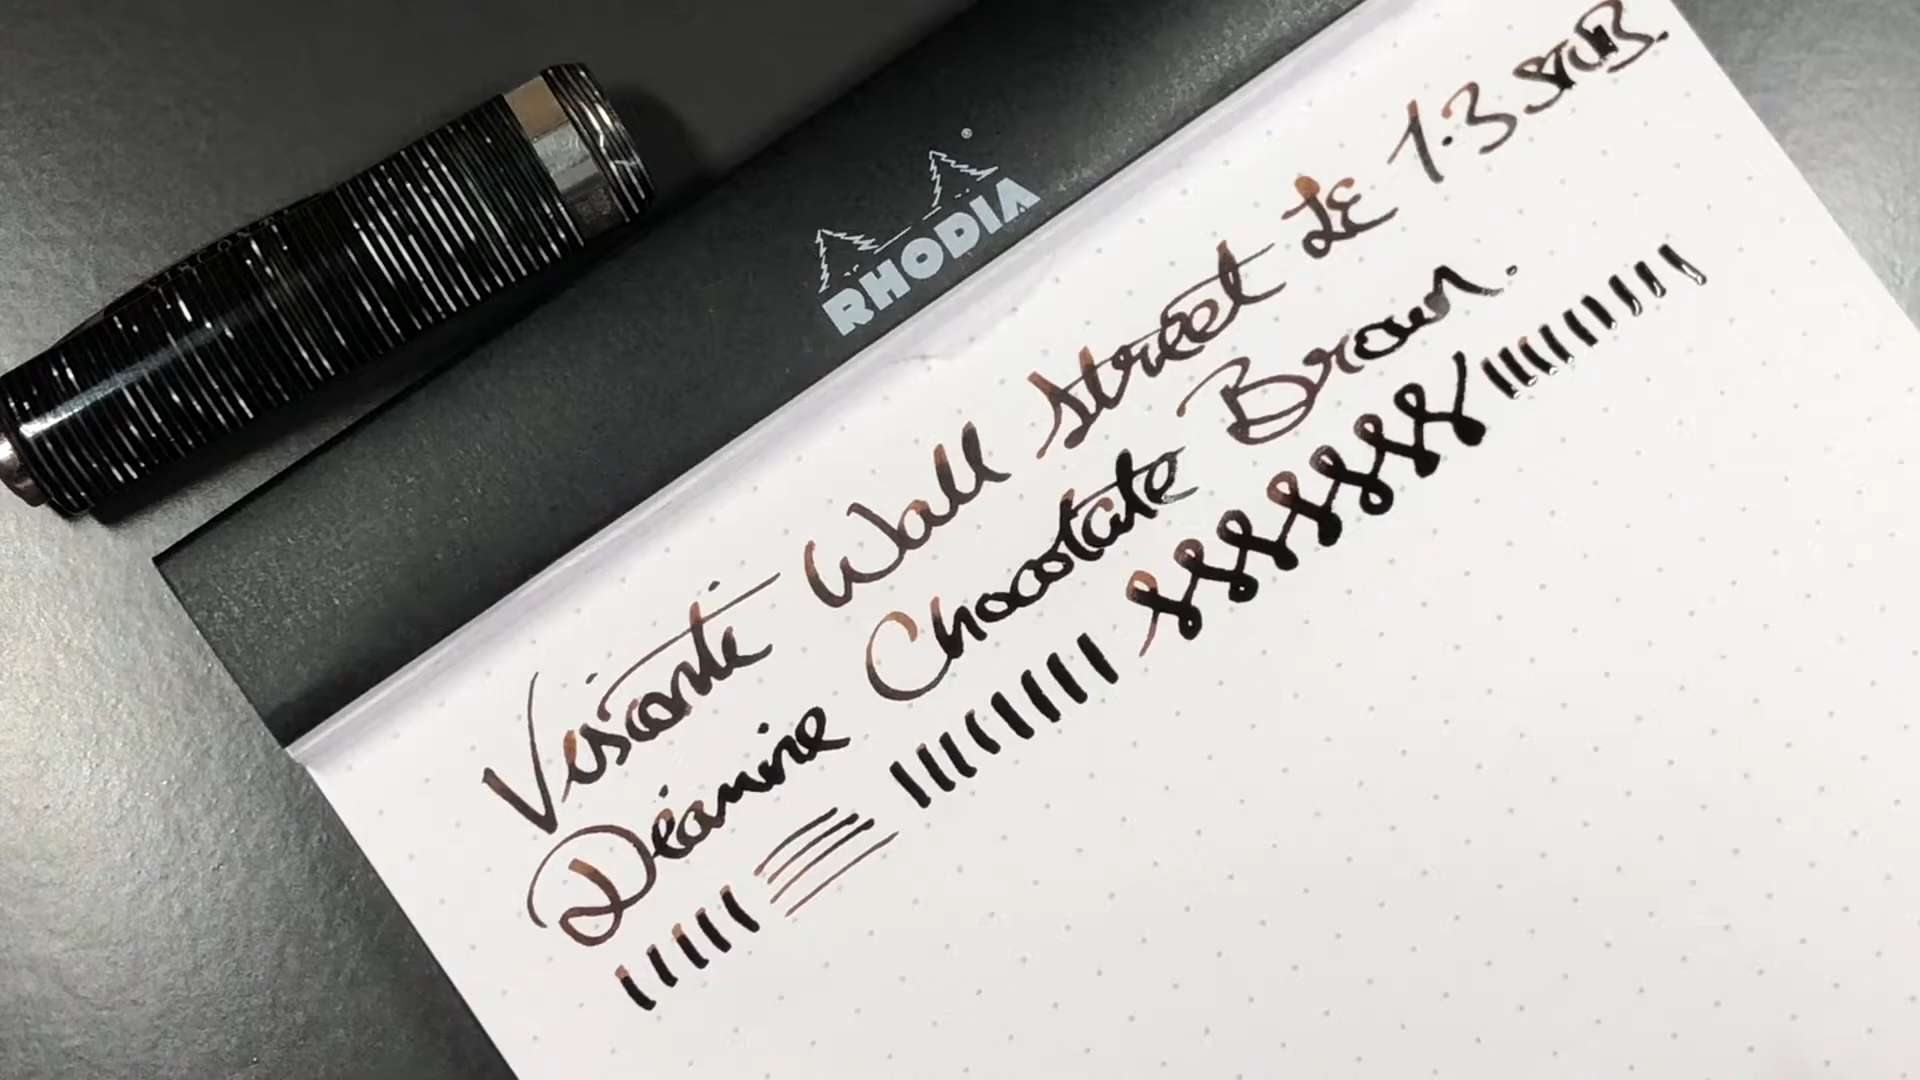 RHODIA
Visconti Wall Street LE 1.3 STUB.
Diamine Chocolate Brown.